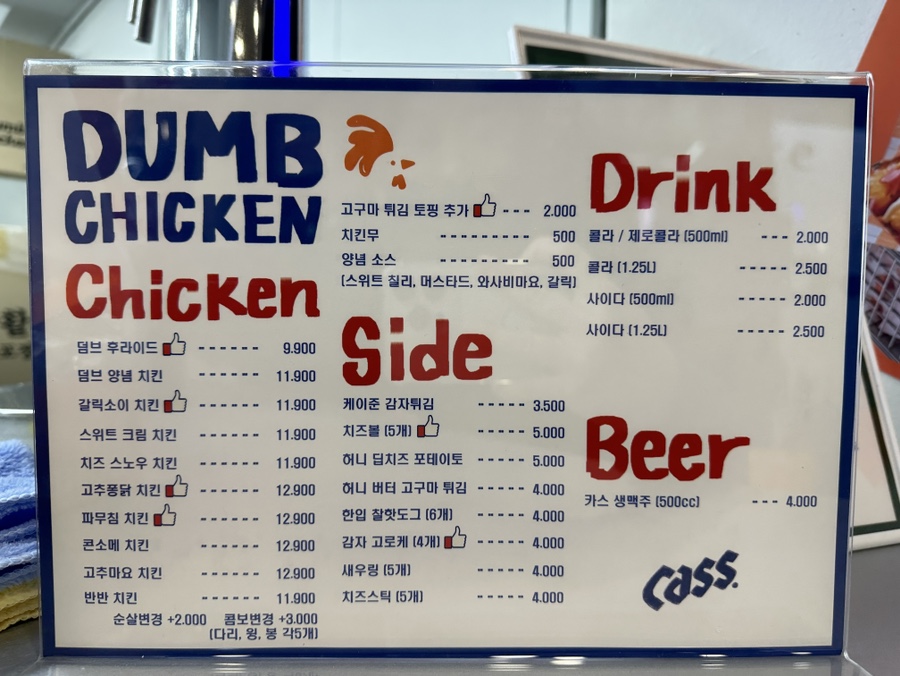 DUMB
CHICKEN
Chicken
덤브 후라이드 ------ 9.900
덤브 양념 치킨 ------ 11.900
갈릭소이 치킨 ------ 11.900
스위트 크림 치킨 ------ 11.900
치즈 스노우 치킨 ------ 11.900
고추퐁닭 치킨 ------ 12.900
파무침 치킨 ------ 12.900
콘소메 치킨 ------ 12.900
고추마요 치킨 ------ 12.900
반반 치킨 ------ 11.900
순살변경 +2.000 콤보변경 +3.000
(다리, 윙, 봉 각5개)
고구마 튀김 토핑 추가 --- 2.000
치킨무 --------- 500
양념 소스 --------- 500
(스위트 칠리, 머스타드, 와사비마요, 갈릭)
Side
케이준 감자튀김 ----- 3.500
치즈볼 (5개) ----- 5.000
허니 딥치즈 포테이토 ----- 5.000
허니 버터 고구마 튀김 ----- 4.000
한입 찰핫도그 (6개) ----- 4.000
감자 고로케 (4개) ----- 4.000
새우링 (5개) ----- 4.000
치즈스틱 (5개) ----- 4.000
Drink
콜라 / 제로콜라 (500ml) --- 2.000
콜라 (1.25L) ----- 2.500
사이다 (500ml) ----- 2.000
사이다 (1.25L) ----- 2.500
Beer
카스 생맥주 (500cc) --- 4.000
Cass.